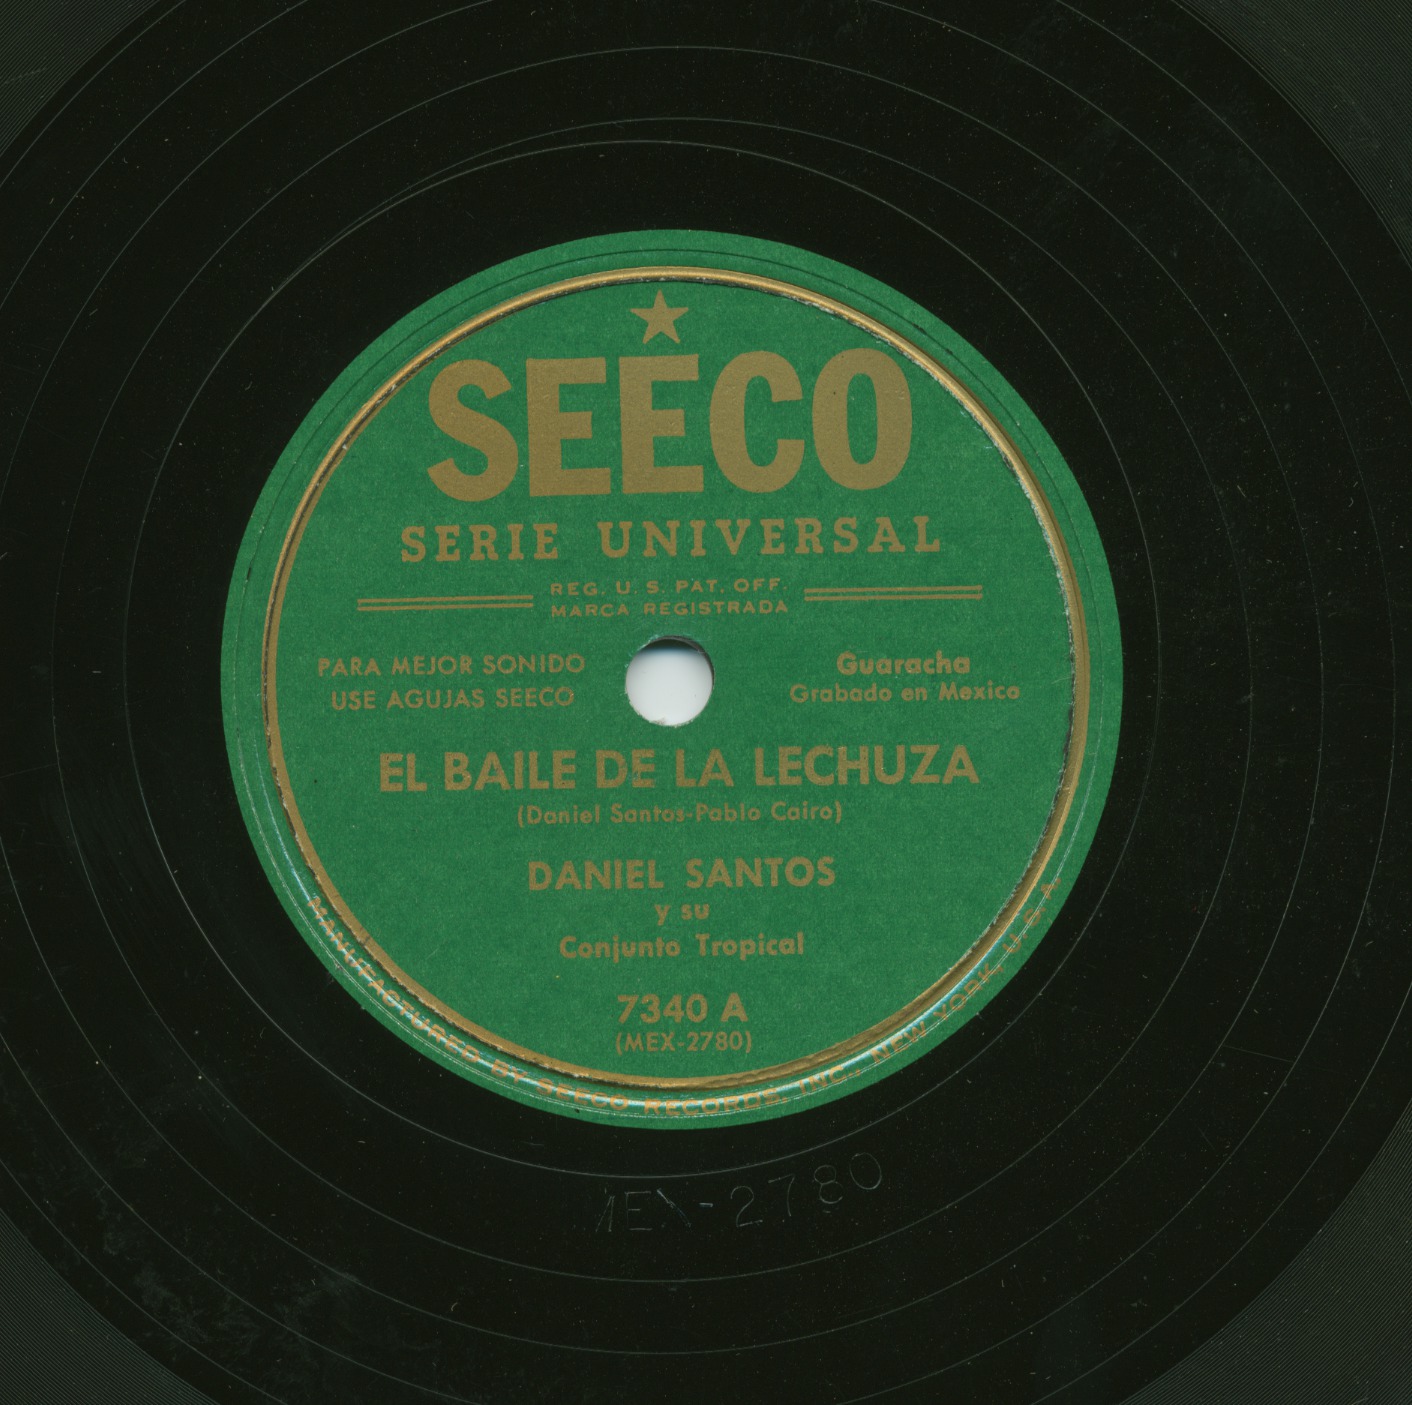 SEECO
SERIE UNIVERSAL
REG. U. S. PAT. OFF.
MARCA REGISTRADA
PARA MEJOR SONIDO
USE AGUJAS SEECO
Guaracha
Grabado en Mexico
EL BAILE DE LA LECHUZA
(Daniel Santos-Pablo Cairo)
DANIEL SANTOS
y su
Conjunto Tropical
7340 A
(MEX-2780)
MANUFACTURED BY SEECO RECORDS, INC., NEW YORK, U.S.A.
MEX-2780